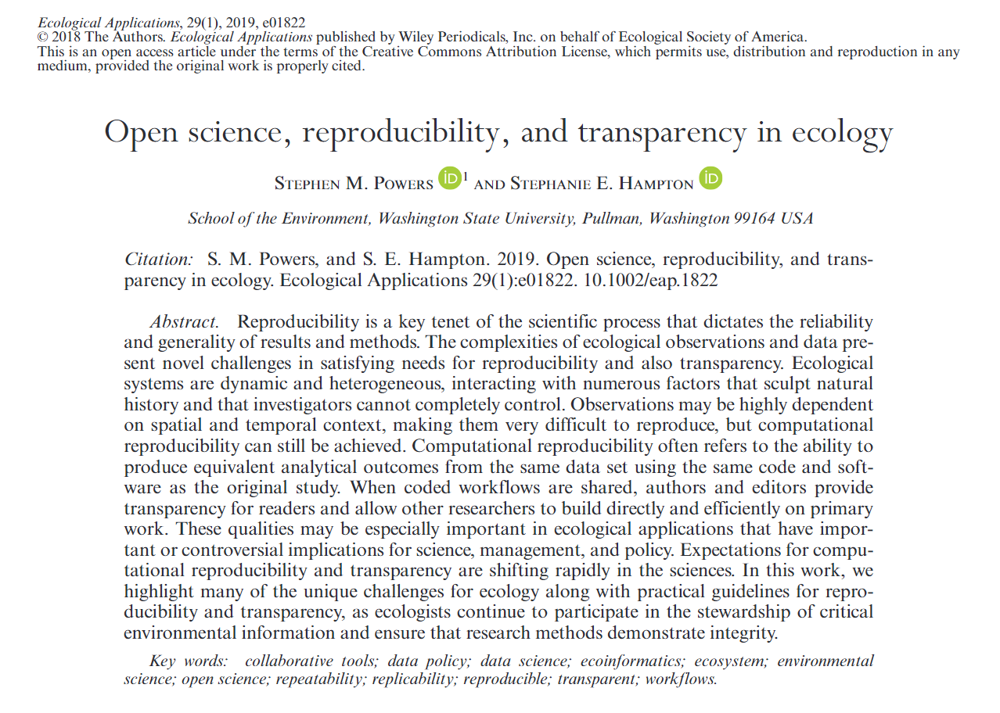 Ecological Applications, 29(1), 2019, e01822
© 2018 The Authors. Ecological Applications published by Wiley Periodicals, Inc. on behalf of Ecological Society of America.
This is an open access article under the terms of the Creative Commons Attribution License, which permits use, distribution and reproduction in any
medium, provided the original work is properly cited.
Open science, reproducibility, and transparency in ecology
Stephen M. Powers iD 1 and Stephanie E. Hampton iD
School of the Environment, Washington State University, Pullman, Washington 99164 USA
Citation: S. M. Powers, and S. E. Hampton. 2019. Open science, reproducibility, and trans-
parency in ecology. Ecological Applications 29(1):e01822. 10.1002/eap.1822
Abstract. Reproducibility is a key tenet of the scientific process that dictates the reliability
and generality of results and methods. The complexities of ecological observations and data pre-
sent novel challenges in satisfying needs for reproducibility and also transparency. Ecological
systems are dynamic and heterogeneous, interacting with numerous factors that sculpt natural
history and that investigators cannot completely control. Observations may be highly dependent
on spatial and temporal context, making them very difficult to reproduce, but computational
reproducibility can still be achieved. Computational reproducibility often refers to the ability to
produce equivalent analytical outcomes from the same data set using the same code and soft-
ware as the original study. When coded workflows are shared, authors and editors provide
transparency for readers and allow other researchers to build directly and efficiently on primary
work. These qualities may be especially important in ecological applications that have impor-
tant or controversial implications for science, management, and policy. Expectations for compu-
tational reproducibility and transparency are shifting rapidly in the sciences. In this work, we
highlight many of the unique challenges for ecology along with practical guidelines for repro-
ducibility and transparency, as ecologists continue to participate in the stewardship of critical
environmental information and ensure that research methods demonstrate integrity.
Key words: collaborative tools; data policy; data science; ecoinformatics; ecosystem; environmental
science; open science; repeatability; replicability; reproducible; transparent; workflows.